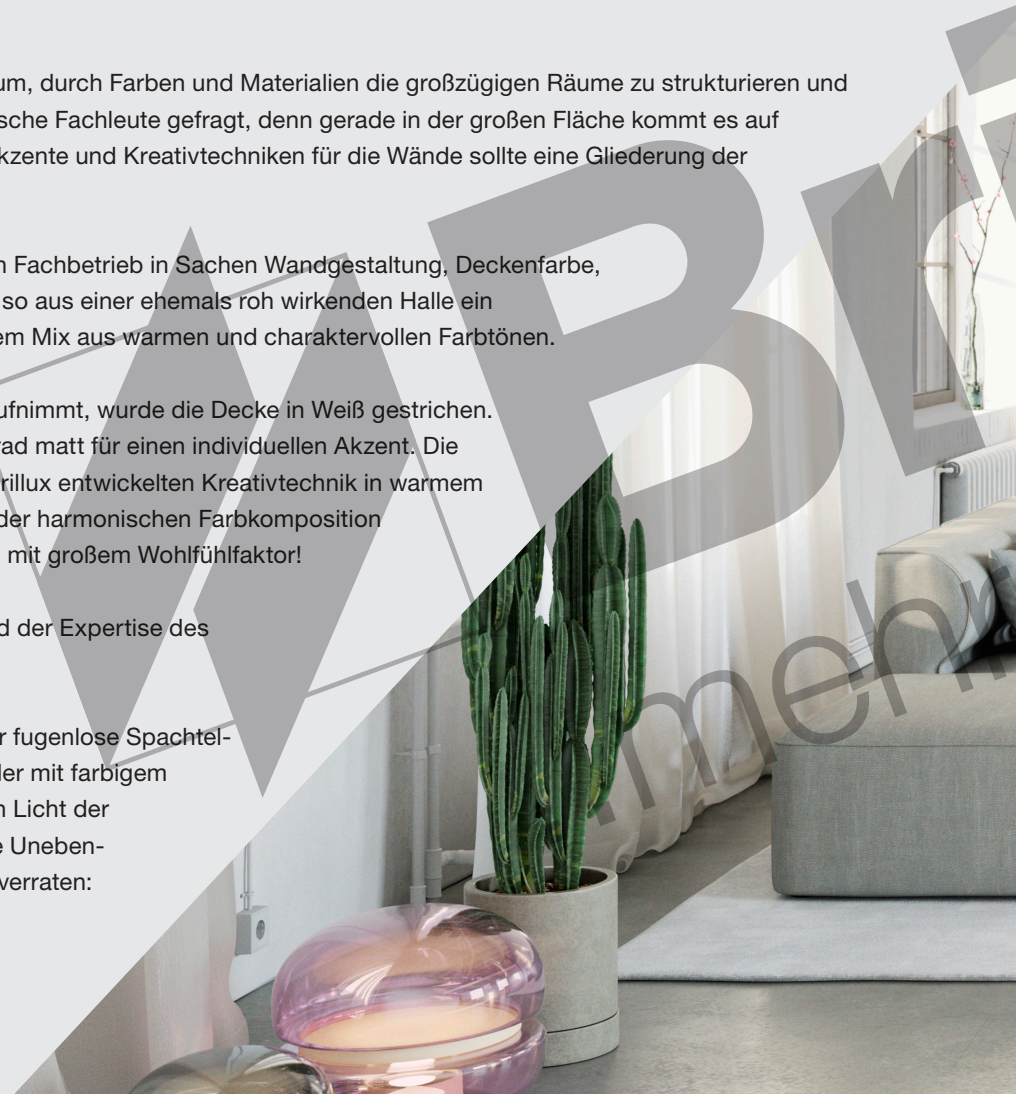 um, durch Farben und Materialien die großzügigen Räume zu strukturieren und
sche Fachleute gefragt, denn gerade in der großen Fläche kommt es auf
kzente und Kreativtechniken für die Wände sollte eine Gliederung der
n Fachbetrieb in Sachen Wandgestaltung, Deckenfarbe,
so aus einer ehemals roh wirkenden Halle ein
em Mix aus warmen und charaktervollen Farbtönen.
ufnimmt, wurde die Decke in Weiß gestrichen.
rad matt für einen individuellen Akzent. Die
rillux entwickelten Kreativtechnik in warmem
der harmonischen Farbkomposition
mit großem Wohlfühlfaktor!
d der Expertise des
r fugenlose Spachtel-
der mit farbigem
n Licht der
e Uneben-
verraten:
Br
mehr